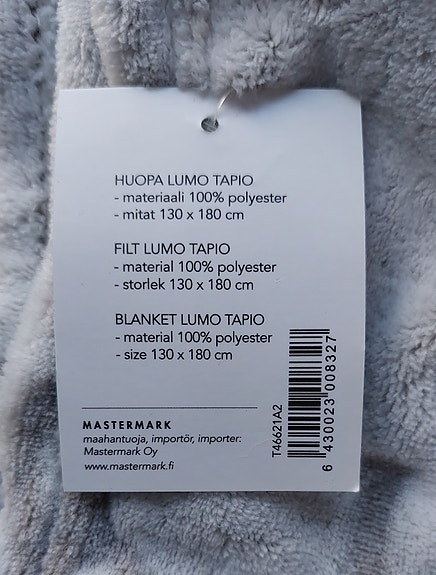 HUOPA LUMO TAPIO
- materiaali 100% polyester
- mitat 130 x 180 cm
FILT LUMO TAPIO
- material 100% polyester
- storlek 130 x 180 cm
BLANKET LUMO TAPIO
- material 100% polyester
- size 130 x 180 cm
MASTERMARK
maahantuoja, importör, importer:
Mastermark Oy
www.mastermark.fi
T46621A2
6 430023 008327